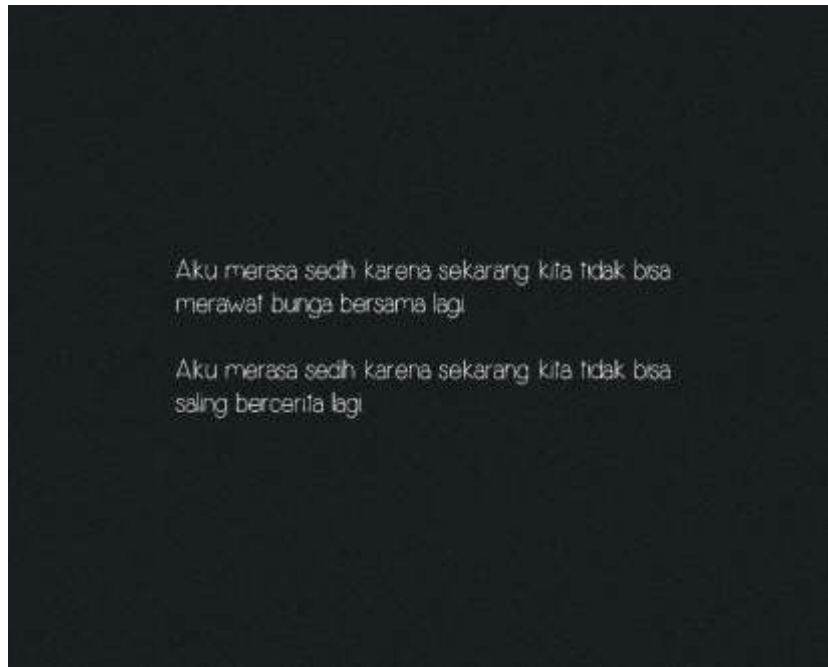 Aku merasa sedih karena sekarang kita tidak bisa
merawat bunga bersama lagi.
Aku merasa sedih karena sekarang kita tidak bisa
saling bercerita lagi